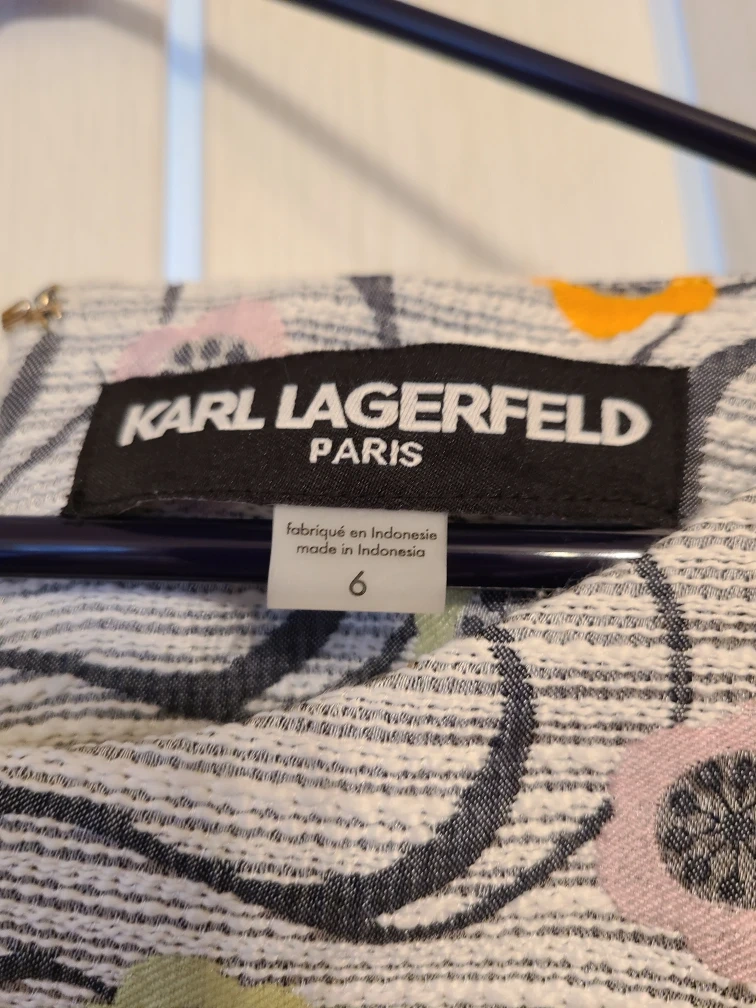 KARL LAGERFELD
PARIS
fabriqué en Indonesie
made in Indonesia
6